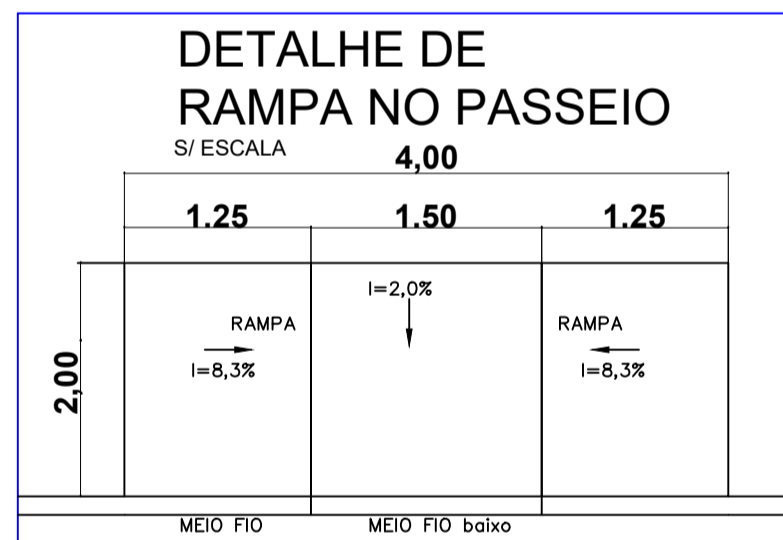 DETALHE DE
RAMPA NO PASSEIO
S/ ESCALA
4,00
1.25 1.50 1.25
I=2,0%
RAMPA RAMPA
I=8,3% I=8,3%
2,00
MEIO FIO MEIO FIO baixo